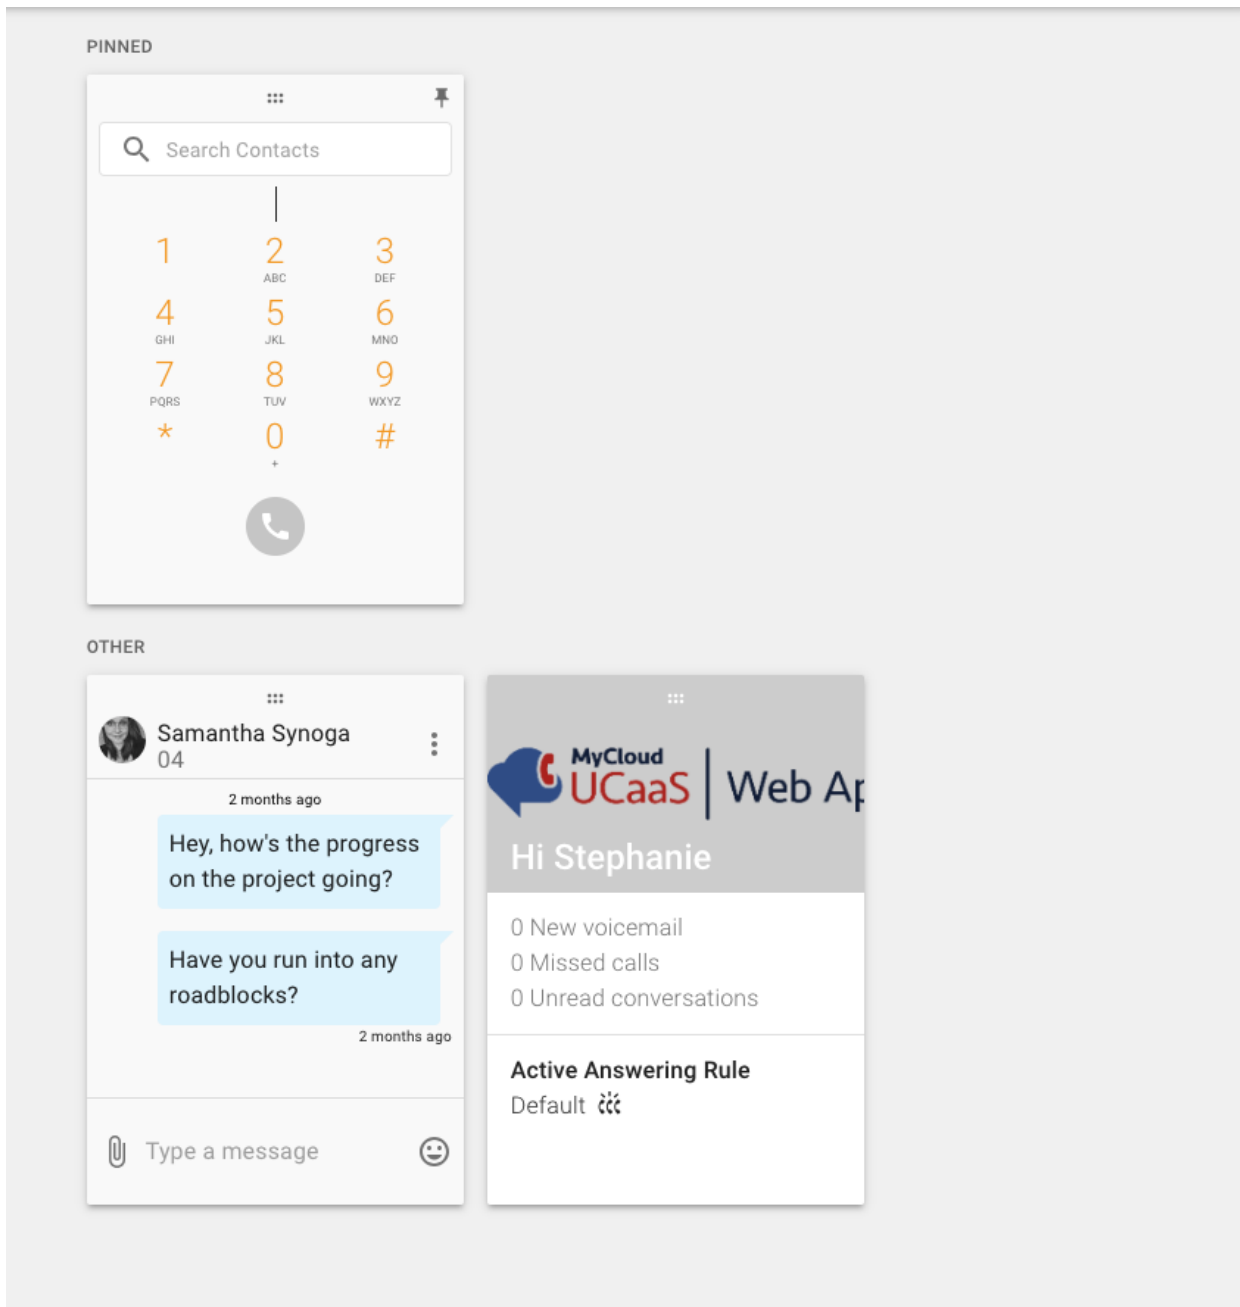 PINNED
Search Contacts
1 2 3
ABC DEF
4 5 6
GHI JKL MNO
7 8 9
PQRS TUV WXYZ
* 0 #
+
OTHER
Samantha Synoga
04
2 months ago
Hey, how's the progress
on the project going?
Have you run into any
roadblocks?
2 months ago
Type a message
MyCloud
UCaaS
Web Ap
Hi Stephanie
0 New voicemail
0 Missed calls
0 Unread conversations
Active Answering Rule
Default